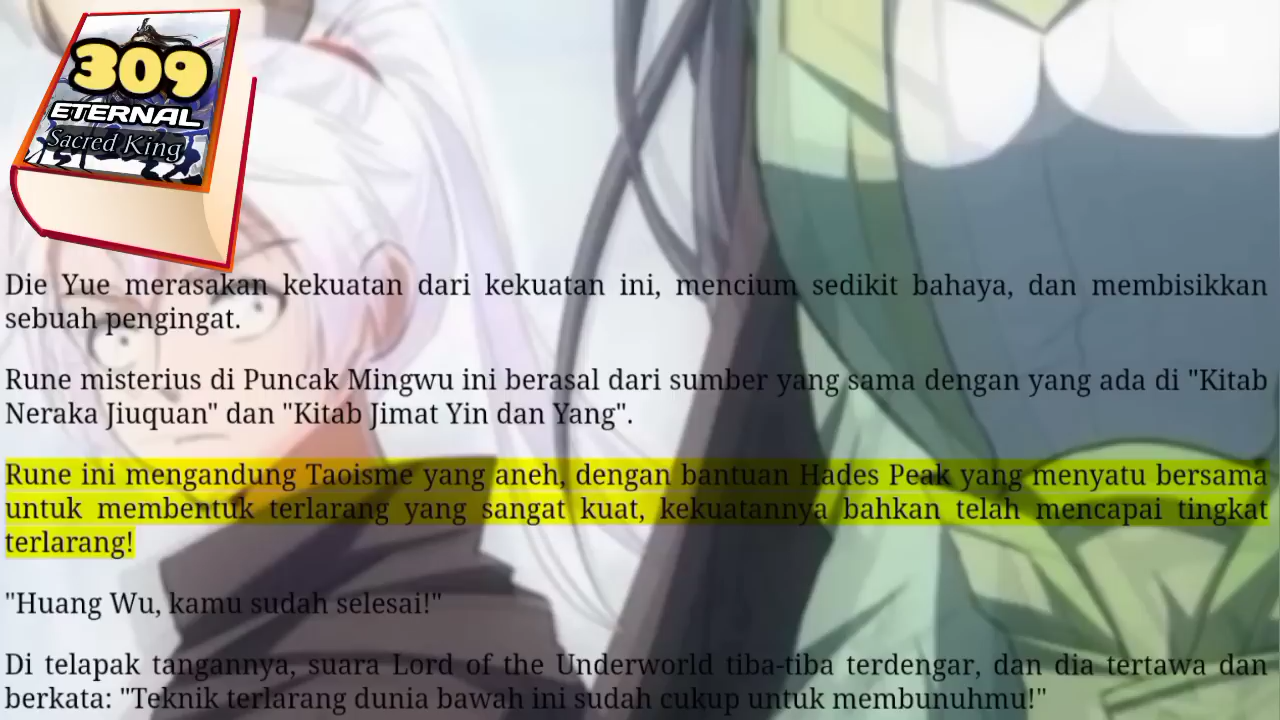 309
ETERNAL
Sacred King
Die Yue merasakan kekuatan dari kekuatan ini, mencium sedikit bahaya, dan membisikkan
sebuah pengingat.
Rune misterius di Puncak Mingwu ini berasal dari sumber yang sama dengan yang ada di "Kitab
Neraka Jiuquan" dan "Kitab Jimat Yin dan Yang".
Rune ini mengandung Taoisme yang aneh, dengan bantuan Hades Peak yang menyatu bersama
untuk membentuk terlarang yang sangat kuat, kekuatannya bahkan telah mencapai tingkat
terlarang!
"Huang Wu, kamu sudah selesai!"
Di telapak tangannya, suara Lord of the Underworld tiba-tiba terdengar, dan dia tertawa dan
berkata: "Teknik terlarang dunia bawah ini sudah cukup untuk membunuhmu!"